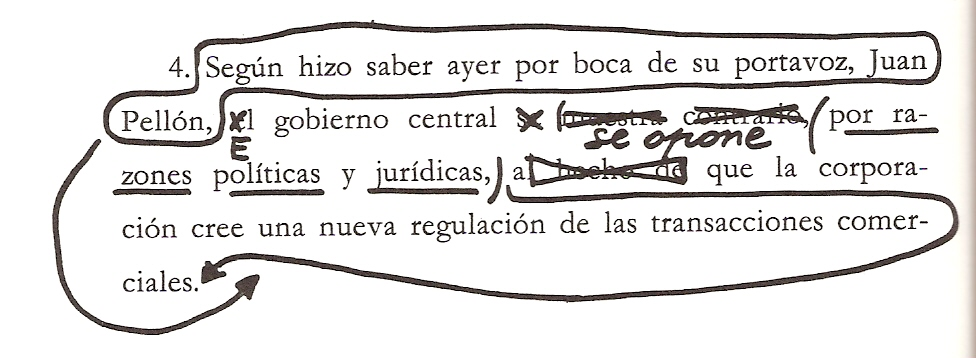 4. Según hizo saber ayer por boca de su portavoz, Juan
Pellón, el gobierno central se muestra contrario, por ra-
E
se opone
zones políticas y jurídicas, al hecho de que la corpora-
ción cree una nueva regulación de las transacciones comer-
ciales.